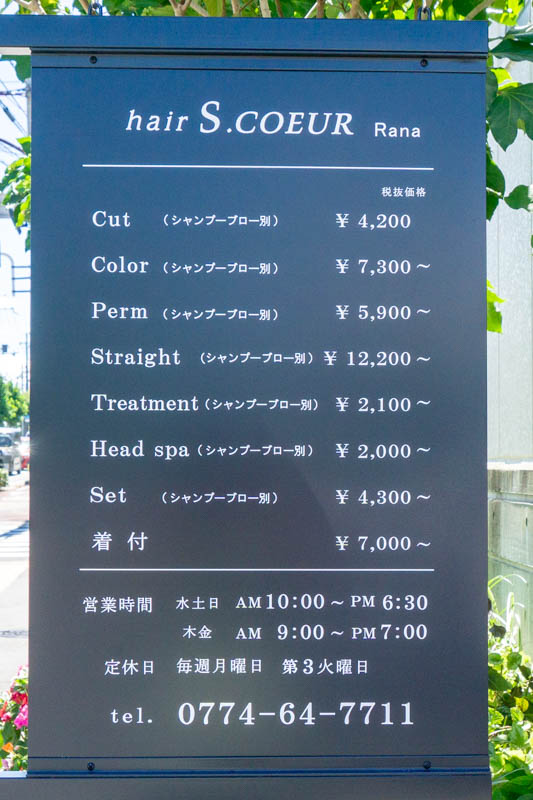 hair S.COEUR Rana
税抜価格
Cut （シャンプーブロー別） ¥ 4,200
Color （シャンプーブロー別） ¥ 7,300～
Perm （シャンプーブロー別） ¥ 5,900～
Straight （シャンプーブロー別） ¥ 12,200～
Treatment（シャンプーブロー別） ¥ 2,100～
Head spa（シャンプーブロー別） ¥ 2,000～
Set （シャンプーブロー別） ¥ 4,300～
着 付 ¥ 7,000～
営業時間 水土日 AM10:00～PM 6:30
木金 AM 9:00～PM7:00
定休日 毎週月曜日 第3火曜日
tel. 0774-64-7711